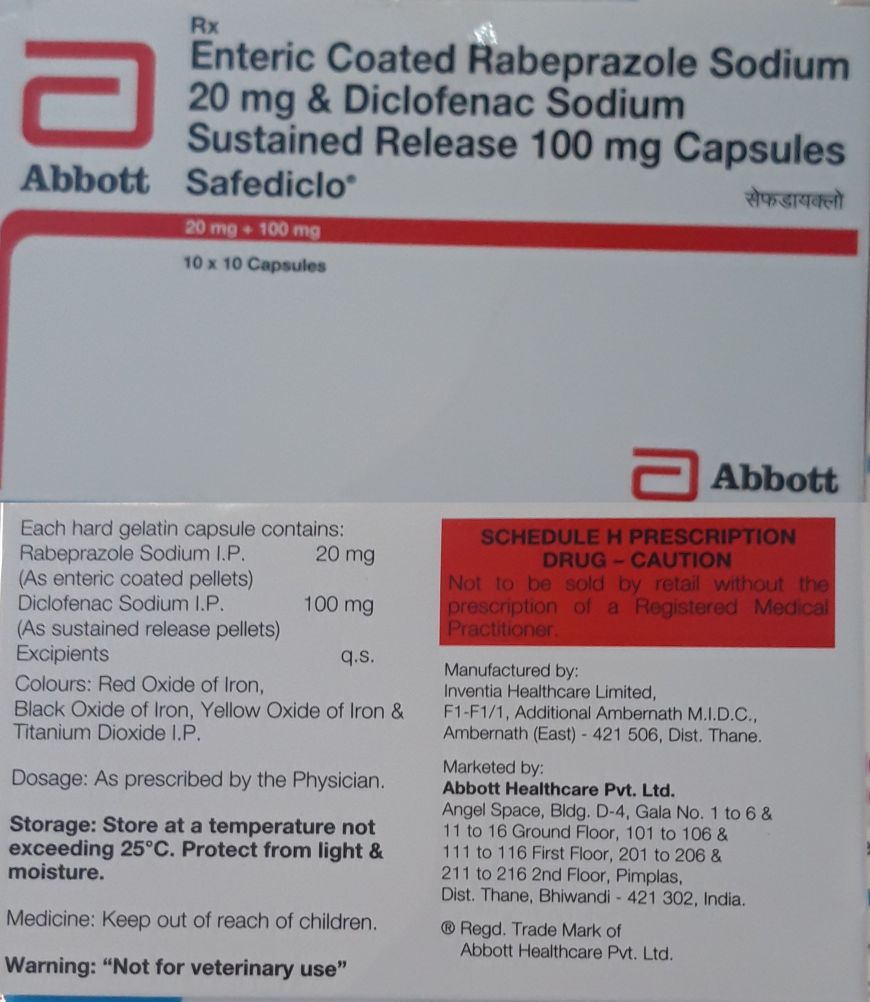 Rx
Enteric Coated Rabeprazole Sodium
20 mg & Diclofenac Sodium
Sustained Release 100 mg Capsules
Abbott
Safediclo®
सेफडायक्लो
20 mg + 100 mg
10 x 10 Capsules
Abbott
Each hard gelatin capsule contains:
Rabeprazole Sodium I.P. 20 mg
(As enteric coated pellets)
Diclofenac Sodium I.P. 100 mg
(As sustained release pellets)
Excipients q.s.
Colours: Red Oxide of Iron,
Black Oxide of Iron, Yellow Oxide of Iron &
Titanium Dioxide I.P.
Dosage: As prescribed by the Physician.
Storage: Store at a temperature not
exceeding 25°C. Protect from light &
moisture.
Medicine: Keep out of reach of children.
Warning: “Not for veterinary use”
SCHEDULE H PRESCRIPTION
DRUG – CAUTION
Not to be sold by retail without the
prescription of a Registered Medical
Practitioner.
Manufactured by:
Inventia Healthcare Limited,
F1-F1/1, Additional Ambernath M.I.D.C.,
Ambernath (East) - 421 506, Dist. Thane.
Marketed by:
Abbott Healthcare Pvt. Ltd.
Angel Space, Bldg. D-4, Gala No. 1 to 6 &
11 to 16 Ground Floor, 101 to 106 &
111 to 116 First Floor, 201 to 206 &
211 to 216 2nd Floor, Pimplas,
Dist. Thane, Bhiwandi - 421 302, India.
® Regd. Trade Mark of
Abbott Healthcare Pvt. Ltd.